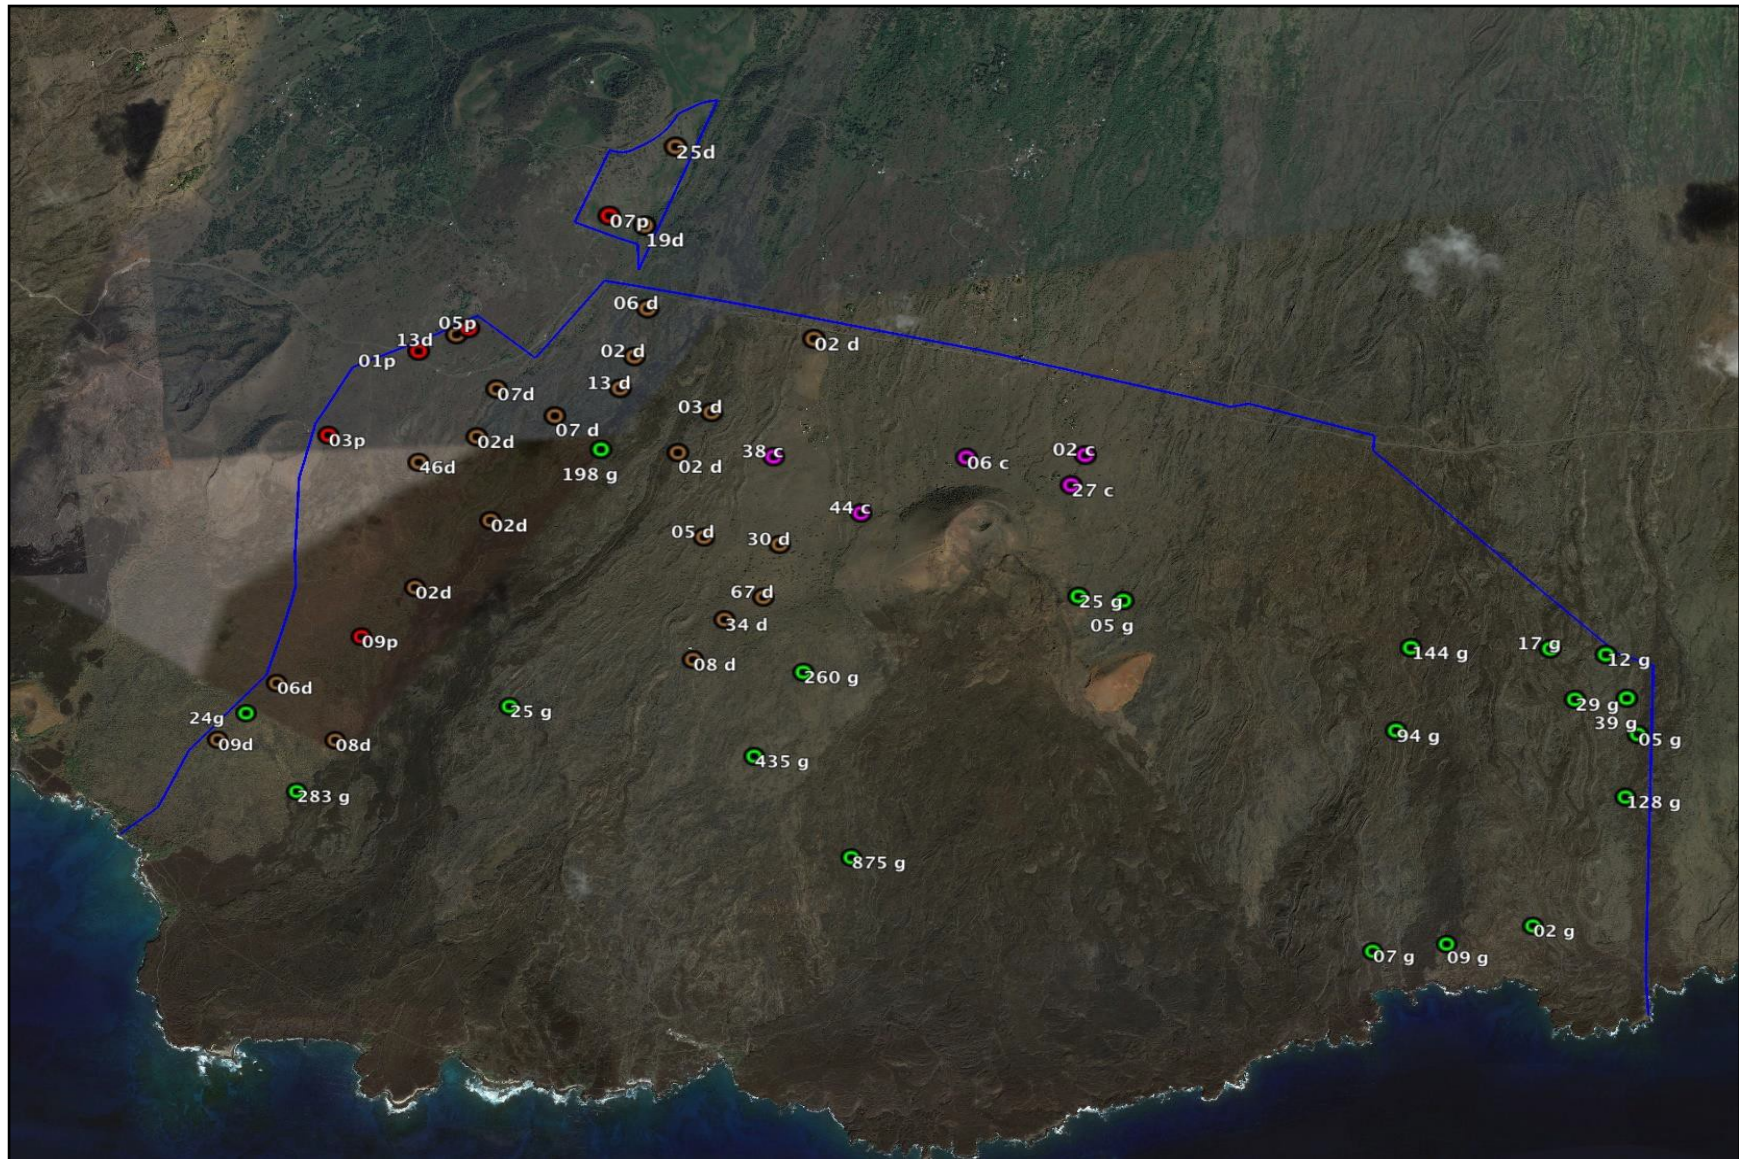 25d
07p
19d
06 d
05p
13d
01p
02 d
02 d
13 d
07d
03 d
07 d
03p
02d
46d
198 g
02 d
38 c
06 c
02 c
27 c
44 c
02d
05 d
30 d
02d
67 d
34 d
25 g
05 g
09p
08 d
260 g
144 g
17 g
12 g
06d
24g
25 g
29 g
39 g
09d
08d
94 g
05 g
435 g
283 g
128 g
875 g
02 g
07 g
09 g